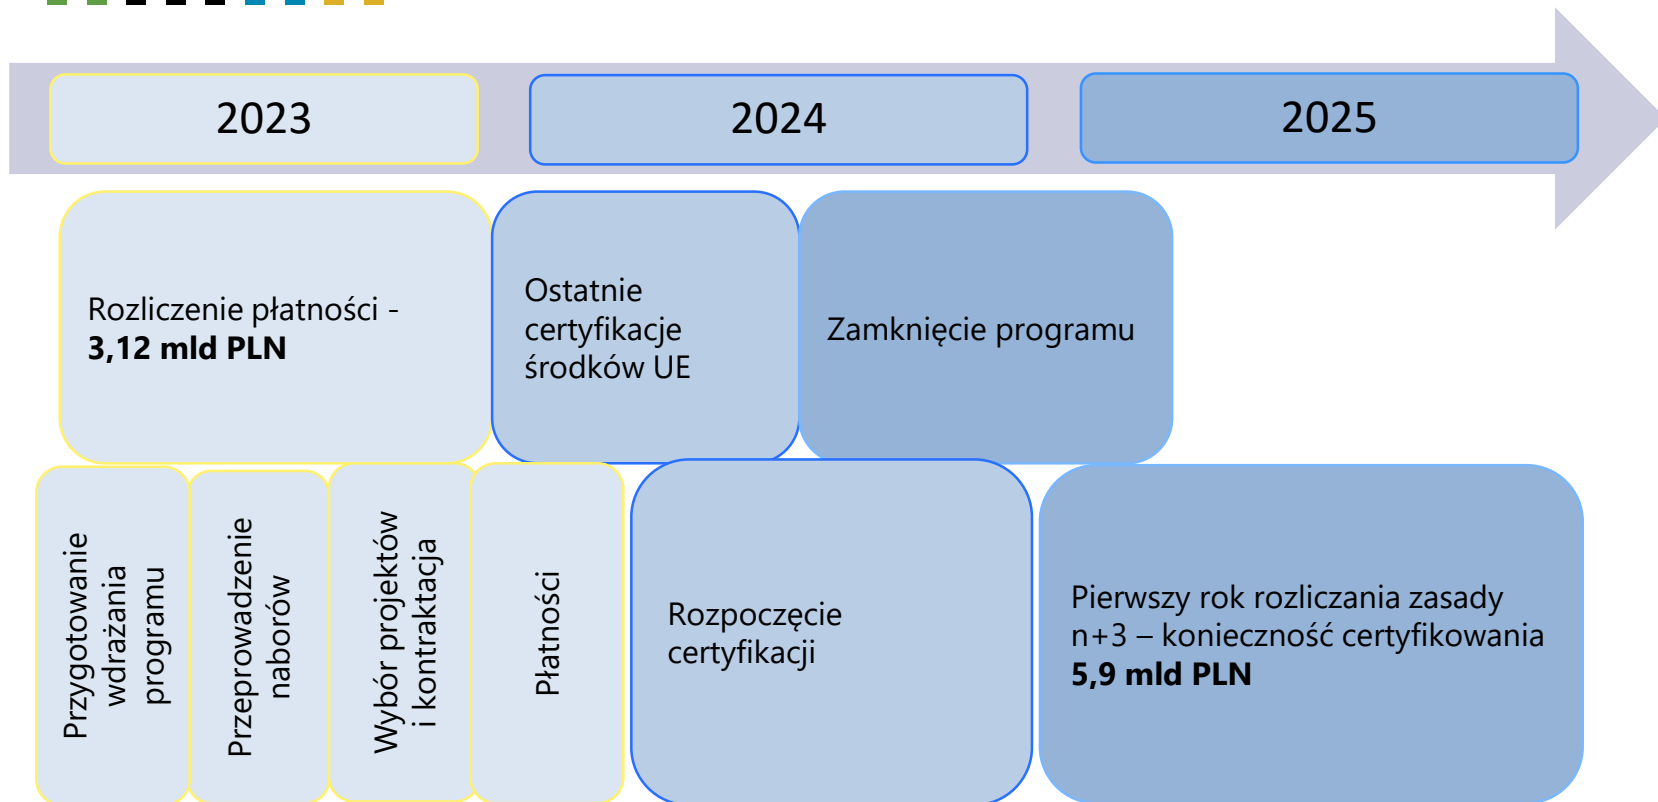 2023
2024
2025
Rozliczenie płatności -
3,12 mld PLN
Ostatnie
certyfikacje
środków UE
Zamknięcie programu
Przygotowanie
wdrażania
programu
Przeprowadzenie
naborów
Wybór projektów
i kontraktacja
Płatności
Rozpoczęcie
certyfikacji
Pierwszy rok rozliczania zasady
n+3 – konieczność certyfikowania
5,9 mld PLN